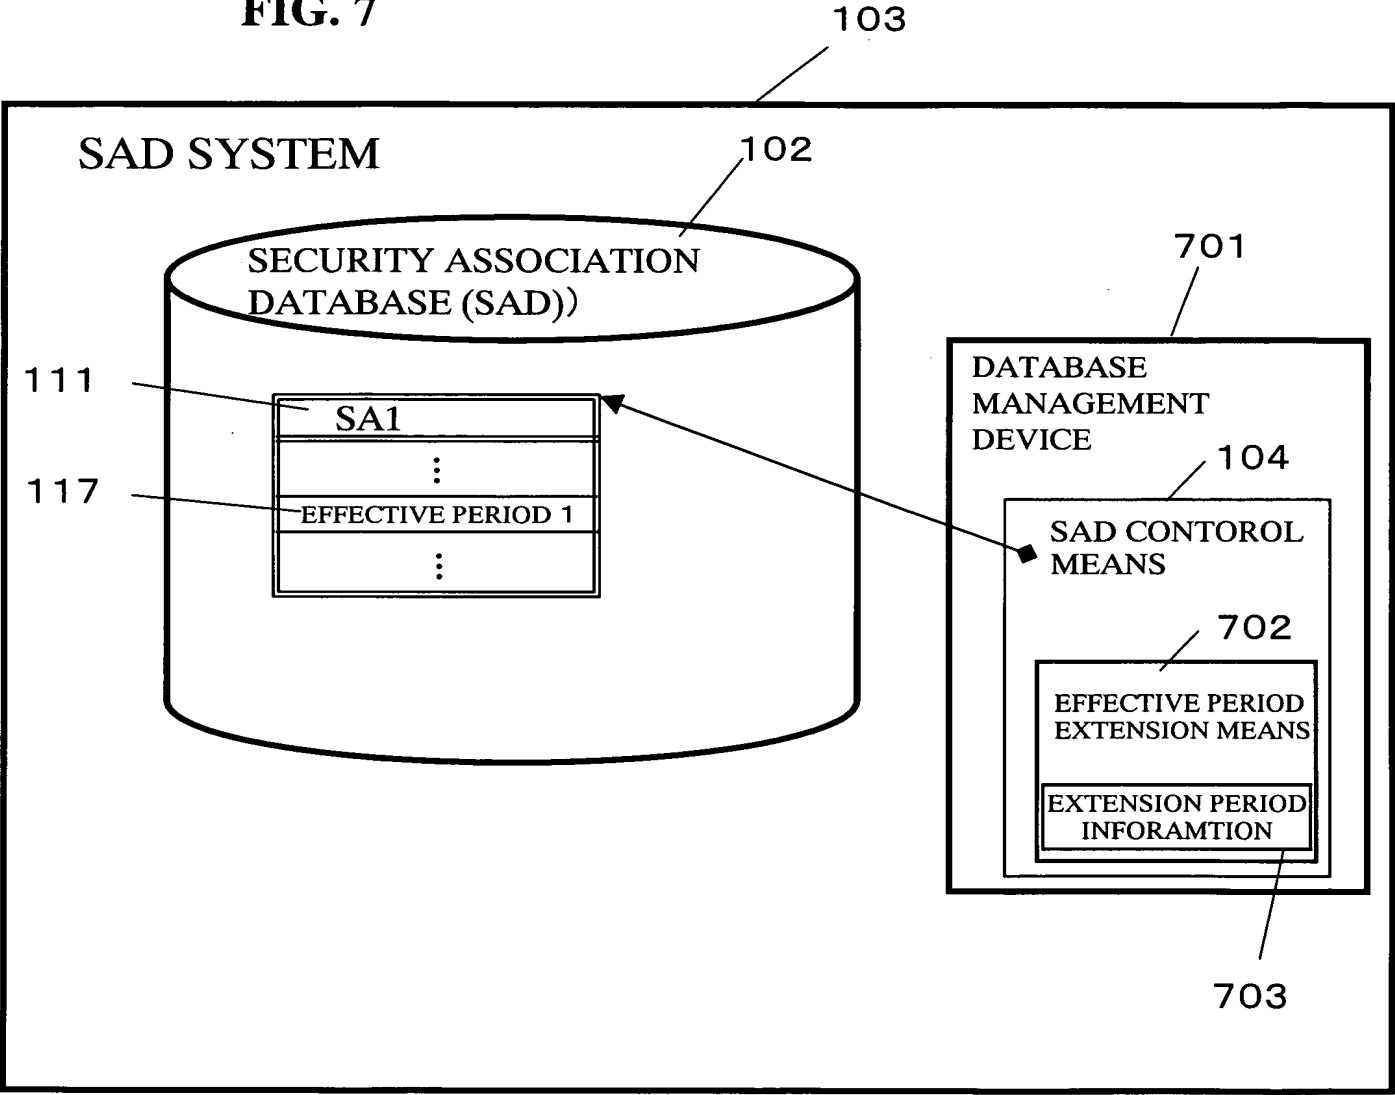 FIG. 7
103
SAD SYSTEM
102
SECURITY ASSOCIATION
DATABASE (SAD))
701
DATABASE
MANAGEMENT
DEVICE
111
SA1
⋮
117
EFFECTIVE PERIOD 1
⋮
104
SAD CONTOROL
MEANS
702
EFFECTIVE PERIOD
EXTENSION MEANS
EXTENSION PERIOD
INFORAMTION
703